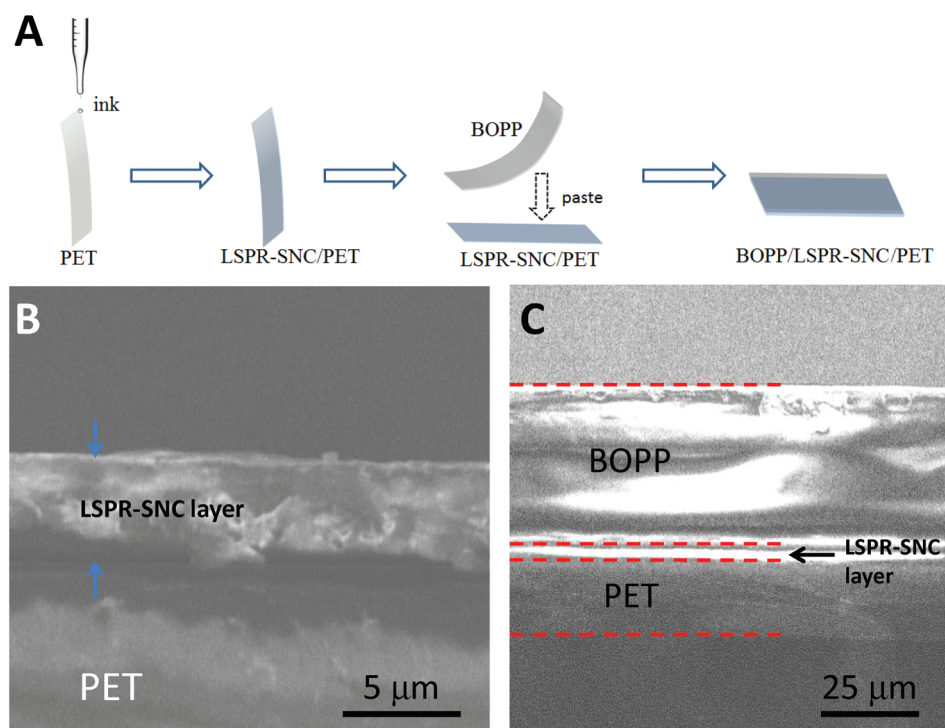 A
ink
BOPP
paste
PET
LSPR-SNC/PET
LSPR-SNC/PET
BOPP/LSPR-SNC/PET
B
LSPR-SNC layer
PET
5 μm
C
BOPP
LSPR-SNC
layer
PET
25 μm